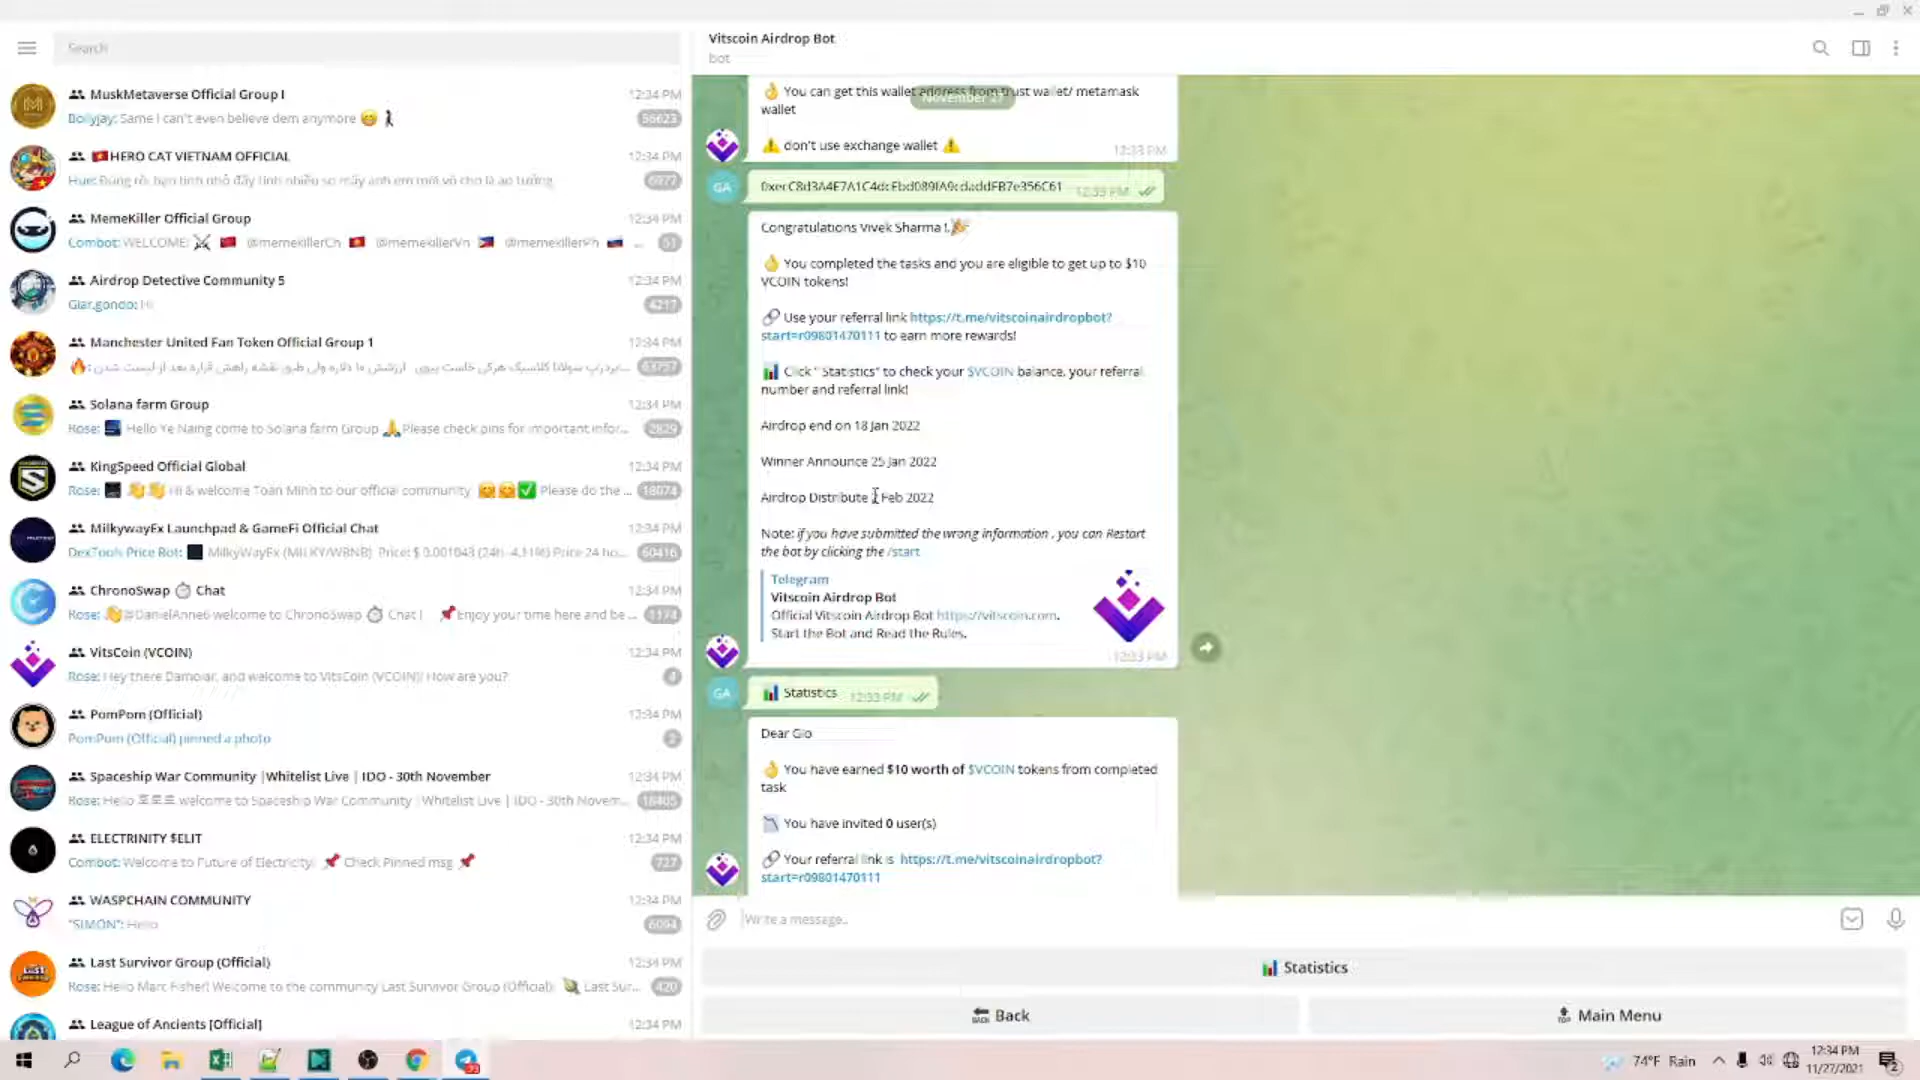 Search
MuskMetaverse Official Group I
12:34 PM
Bollyjay: Same I can't even believe dem anymore 😁🚶
56623
HERO CAT VIETNAM OFFICIAL
12:34 PM
6977
MemeKiller Official Group
12:34 PM
Combot: WELCOME! ⚔ 🇨🇳 @memekillerCh 🇻🇳 @memekillerVn 🇵🇭 @memekillerPh 🇷🇺 ...
51
Airdrop Detective Community 5
12:34 PM
Giar.gondo: Hi
4217
Manchester United Fan Token Official Group 1
12:34 PM
63757
Solana farm Group
12:34 PM
Rose: Hello Ye Naing come to Solana farm Group 🙏Please check pins for important infor...
2829
KingSpeed Official Global
12:34 PM
Rose: 👋👋 Hi & welcome Toan Minh to our official community 🤗🤗✅ Please do the ...
18074
MilkywayEx Launchpad & GameFi Official Chat
12:34 PM
DexTools Price Bot: MilkyWayEx (MILKY/WBNB) Price: $ 0.001043 (24h -4.11%) Price 24 ho...
60416
ChronoSwap ⏱ Chat
12:34 PM
Rose: 👋@DanielAnne6 welcome to ChronoSwap ⏱ Chat ! 📌Enjoy your time here and be ...
1174
VitsCoin (VCOIN)
12:34 PM
Rose: Hey there Damolar, and welcome to VitsCoin (VCOIN)! How are you?
4
PomPom (Official)
12:34 PM
PomPom (Official) pinned a photo
2
Spaceship War Community |Whitelist Live | IDO - 30th November
12:34 PM
Rose: Hello welcome to Spaceship War Community |Whitelist Live | IDO - 30th Novem...
18405
ELECTRINITY $ELIT
12:34 PM
Combot: Welcome to Future of Electricity! 📌 Check Pinned msg 📌
727
WASPCHAIN COMMUNITY
12:34 PM
"SIMON": Hello
6094
Last Survivor Group (Official)
12:34 PM
Rose: Hello Marc Fisher! Welcome to the community Last Survivor Group (Official) Last Sur...
420
League of Ancients [Official]
12:34 PM
Vitscoin Airdrop Bot
bot
November 27
👌 You can get this wallet address from trust wallet/ metamask
wallet
⚠ don't use exchange wallet ⚠
12:33 PM
GA
12:33 PM
Congratulations Vivek Sharma !.🎉
👌 You completed the tasks and you are eligible to get up to $10
VCOIN tokens!
🔗 Use your referral link https://t.me/vitscoinairdropbot?
start=r09801470111 to earn more rewards!
📊 Click " Statistics" to check your $VCOIN balance, your referral
number and referral link!
Airdrop end on 18 Jan 2022
Winner Announce 25 Jan 2022
Airdrop Distribute Feb 2022
Note: if you have submitted the wrong information , you can Restart
the bot by clicking the /start
Telegram
Vitscoin Airdrop Bot
Official Vitscoin Airdrop Bot https://vitscoin.com.
Start the Bot and Read the Rules.
12:33 PM
GA
📊 Statistics
12:33 PM
Dear Gio
👌 You have earned $10 worth of $VCOIN tokens from completed
task
📉 You have invited 0 user(s)
🔗 Your referral link is https://t.me/vitscoinairdropbot?
start=r09801470111
Write a message...
📊 Statistics
🔙 Back
🔝 Main Menu
74°F Rain
12:34 PM
11/27/2021
2